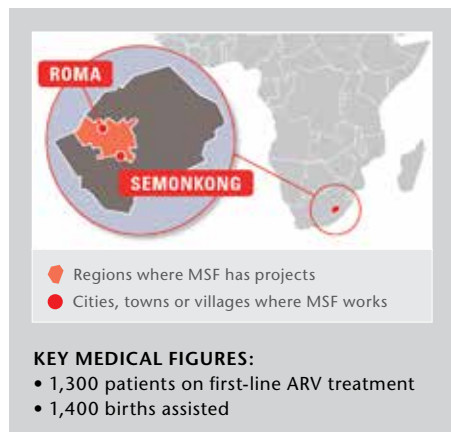 ROMA
SEMONKONG
Regions where MSF has projects
Cities, towns or villages where MSF works
KEY MEDICAL FIGURES:
• 1,300 patients on first-line ARV treatment
• 1,400 births assisted